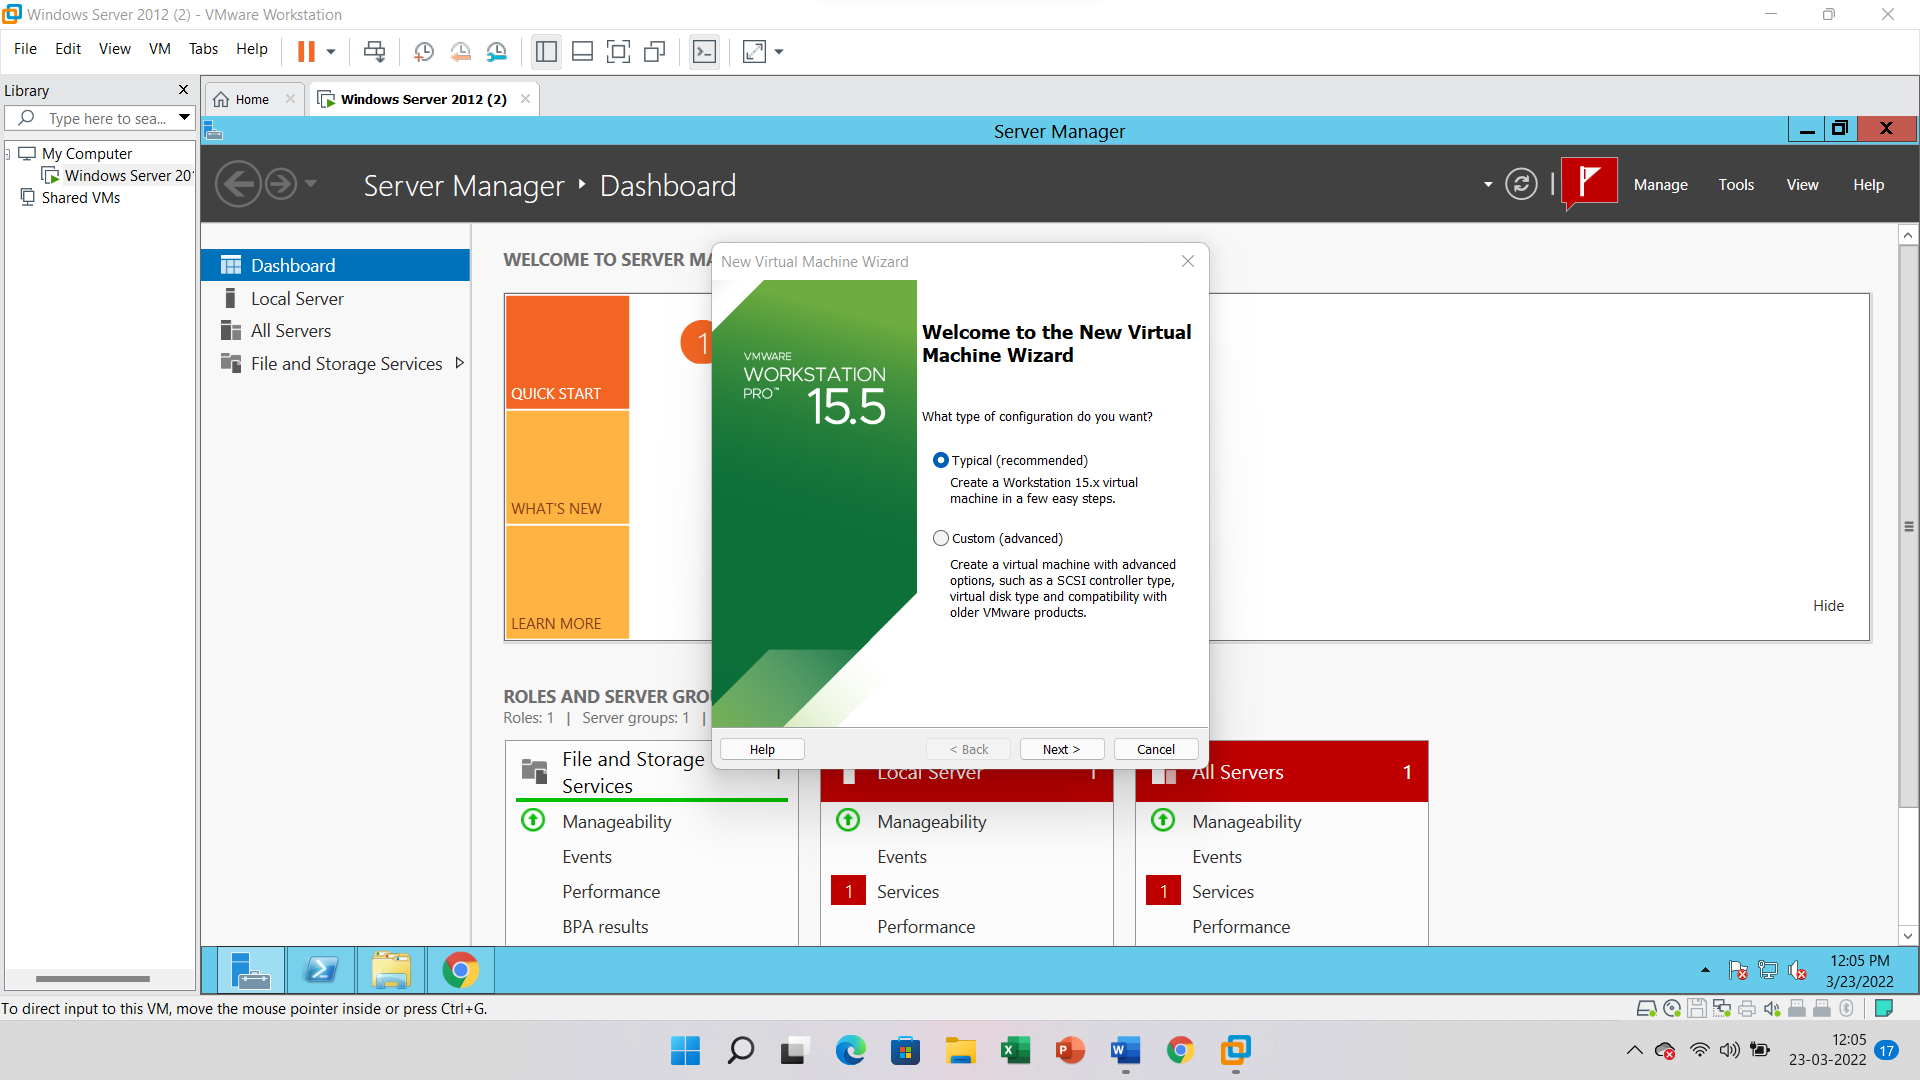 Windows Server 2012 (2) - VMware Workstation
File Edit View VM Tabs Help
Library
Type here to sea...
My Computer
Windows Server 20
Shared VMs
Home
Windows Server 2012 (2)
Server Manager
Server Manager Dashboard
Manage Tools View Help
Dashboard
Local Server
All Servers
File and Storage Services
WELCOME TO SERVER MA
1
QUICK START
WHAT'S NEW
LEARN MORE
Hide
New Virtual Machine Wizard
VMWARE
WORKSTATION
PRO™ 15.5
Welcome to the New Virtual
Machine Wizard
What type of configuration do you want?
Typical (recommended)
Create a Workstation 15.x virtual
machine in a few easy steps.
Custom (advanced)
Create a virtual machine with advanced
options, such as a SCSI controller type,
virtual disk type and compatibility with
older VMware products.
Help < Back Next > Cancel
ROLES AND SERVER GROU
Roles: 1 | Server groups: 1 |
File and Storage
Services
1
Manageability
Events
Performance
BPA results
Local Server 1
Manageability
Events
1 Services
Performance
All Servers 1
Manageability
Events
1 Services
Performance
12:05 PM
3/23/2022
To direct input to this VM, move the mouse pointer inside or press Ctrl+G.
12:05
23-03-2022
17